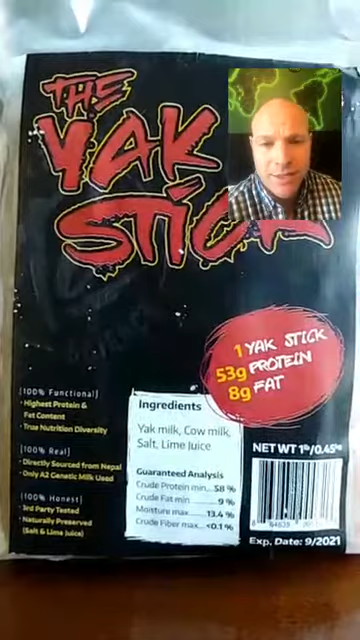 THE
YAK
STICK
1 YAK STICK
53g PROTEIN
8g FAT
[100% Functional]
• Highest Protein &
Fat Content
• True Nutrition Diversity
[100% Real]
• Directly Sourced from Nepal
• Only A2 Genetic Milk Used
[100% Honest]
• 3rd Party Tested
• Naturally Preserved
(Salt & Lime Juice)
Ingredients
Yak milk, Cow milk,
Salt, Lime Juice
Guaranteed Analysis
Crude Protein min....58 %
Crude Fat min ........ 9 %
Moisture max .......13.4 %
Crude Fiber max...<0.1 %
NET WT 1lb/0.45kg
Exp. Date: 9/2021